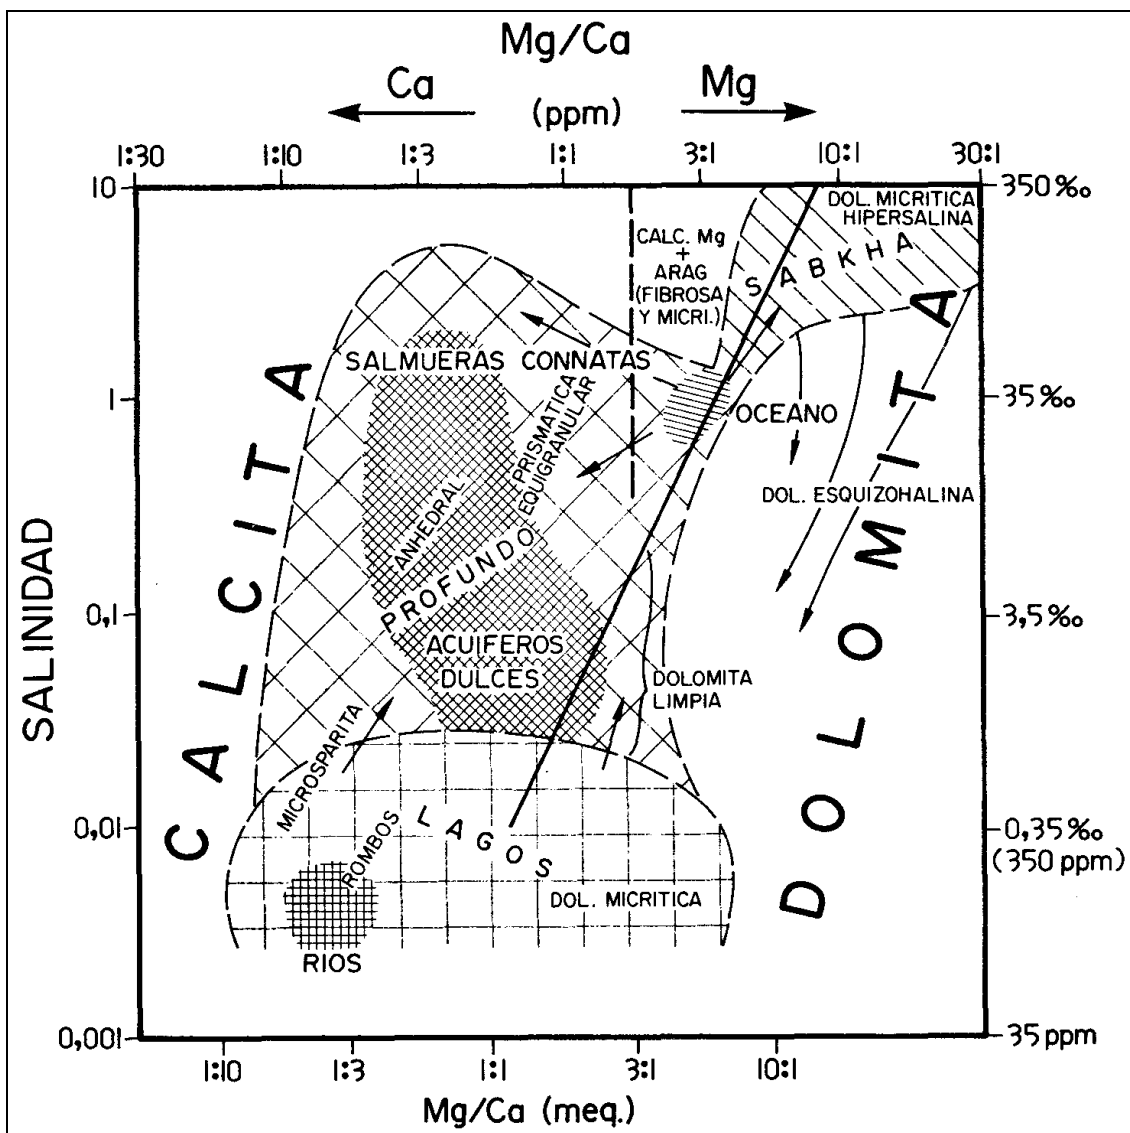 Mg/Ca
Ca
(ppm)
Mg
1:30
1:10
1:3
1:1
3:1
10:1
30:1
10
1
0,1
0,01
0,001
SALINIDAD
350 ‰
35‰
3,5‰
0,35‰
(350 ppm)
35 ppm
CALCITA
DOLOMITA
DOL. MICRITICA
HIPERSALINA
SABKHA
CALC. Mg
+
ARAG
(FIBROSA
Y MICRI.)
SALMUERAS CONNATAS
PRISMATICA
EQUIGRANULAR
OCEANO
ANHEDRAL
DOL. ESQUIZOHALINA
PROFUNDO
ACUIFEROS
DULCES
DOLOMITA
LIMPIA
MICROSPARITA
ROMBOS
LAGOS
DOL. MICRITICA
RIOS
1:10
1:3
1:1
3:1
10:1
Mg/Ca (meq.)